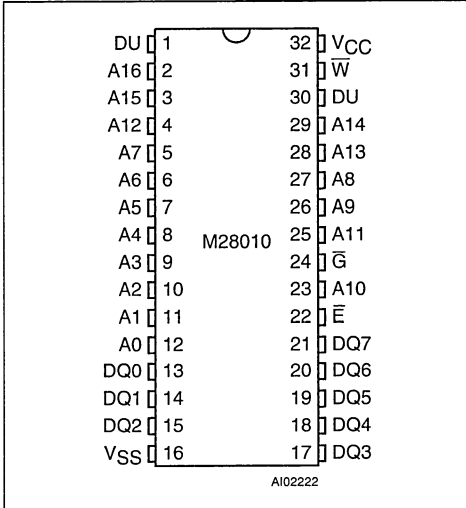 DU 1 32 VCC
A16 2 31 W̅
A15 3 30 DU
A12 4 29 A14
A7 5 28 A13
A6 6 27 A8
A5 7 26 A9
A4 8 M28010 25 A11
A3 9 24 G̅
A2 10 23 A10
A1 11 22 E̅
A0 12 21 DQ7
DQ0 13 20 DQ6
DQ1 14 19 DQ5
DQ2 15 18 DQ4
VSS 16 17 DQ3
AI02222